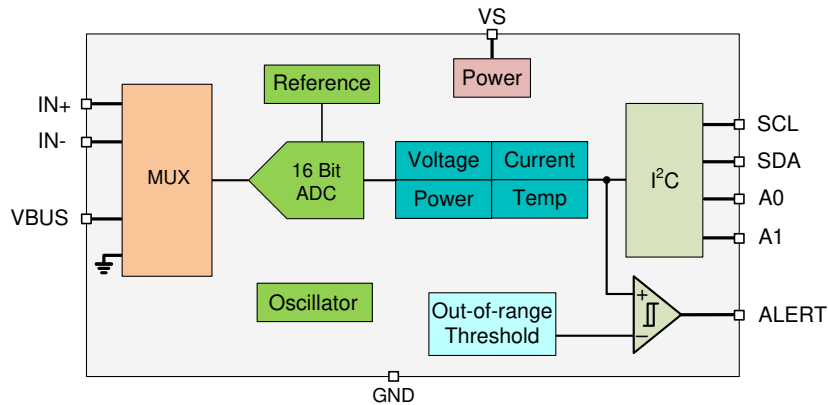 VS
Power
Reference
IN+
IN-
VBUS
MUX
16 Bit
ADC
Voltage
Current
Power
Temp
I²C
SCL
SDA
A0
A1
Oscillator
Out-of-range
Threshold
+
−
ALERT
GND